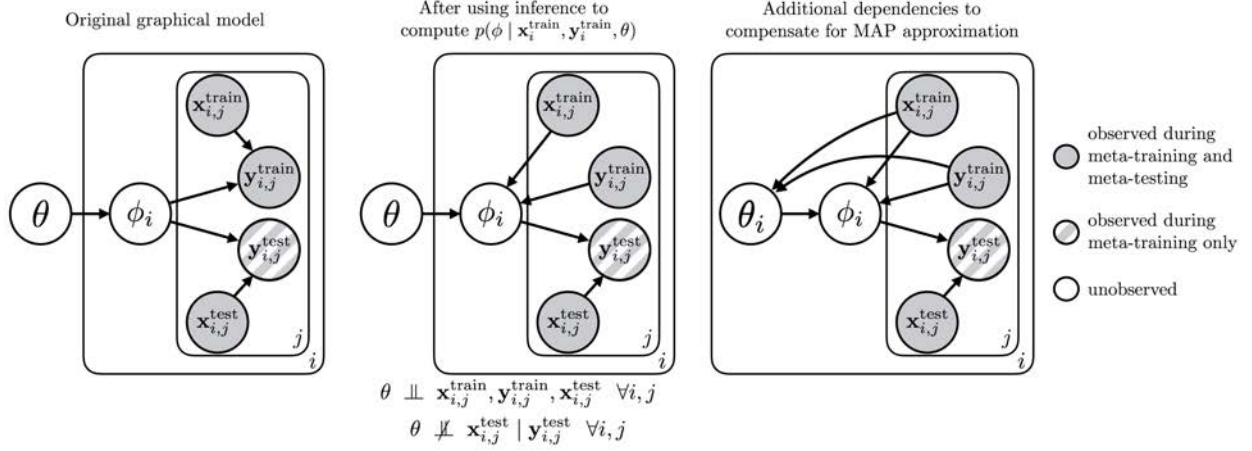 Original graphical model
After using inference to
compute p(ϕ | x_i^train, y_i^train, θ)
Additional dependencies to
compensate for MAP approximation
x_{i,j}^train
y_{i,j}^train
θ
ϕ_i
y_{i,j}^test
x_{i,j}^test
j
i
x_{i,j}^train
y_{i,j}^train
θ
ϕ_i
y_{i,j}^test
x_{i,j}^test
j
i
x_{i,j}^train
y_{i,j}^train
θ_i
ϕ_i
y_{i,j}^test
x_{i,j}^test
j
i
observed during
meta-training and
meta-testing
observed during
meta-training only
unobserved
θ ⫫ x_{i,j}^train, y_{i,j}^train, x_{i,j}^test ∀i, j
θ ⫫̸ x_{i,j}^test | y_{i,j}^test ∀i, j